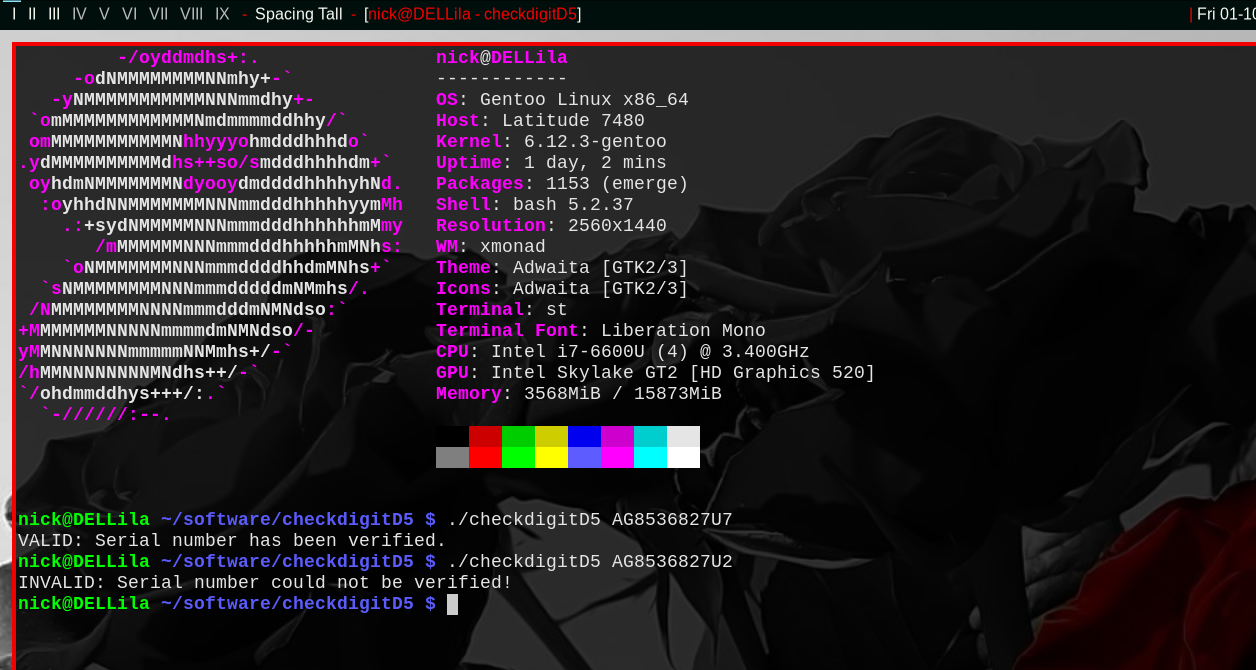 I II III IV V VI VII VIII IX - Spacing Tall - [nick@DELLila - checkdigitD5] | Fri 01-10
-/oyddmdhs+:. nick@DELLila
-odNMMMMMMMMNNmhy+-` ------------
-yNMMMMMMMMMMMNNNmmdhy+- OS: Gentoo Linux x86_64
`omMMMMMMMMMMMMNmdmmmmddhhy/` Host: Latitude 7480
omMMMMMMMMMMMNhhyyyohmdddhhhdo` Kernel: 6.12.3-gentoo
.ydMMMMMMMMMMdhs++so/smdddhhhhdm+` Uptime: 1 day, 2 mins
oyhdmNMMMMMMMNdyooydmddddhhhhyhNd. Packages: 1153 (emerge)
:oyhhdNNMMMMMMMNNNmmdddhhhhhyymMh Shell: bash 5.2.37
.:+sydNMMMMMNNNmmmdddhhhhhhmMmy Resolution: 2560x1440
/mMMMMMMNNNmmmdddhhhhhmMNhs: WM: xmonad
`oNMMMMMMMNNNmmmddddhhdmMNhs+` Theme: Adwaita [GTK2/3]
`sNMMMMMMMMNNNmmmdddddmNMmhs/. Icons: Adwaita [GTK2/3]
/NMMMMMMMMNNNNmmmdddmNMNdso:` Terminal: st
+MMMMMMMNNNNNmmmmdmNMNdso/- Terminal Font: Liberation Mono
yMMNNNNNNNmmmmmNNMmhs+/-` CPU: Intel i7-6600U (4) @ 3.400GHz
/hMMNNNNNNNNMNdhs++/-` GPU: Intel Skylake GT2 [HD Graphics 520]
`/ohdmmddhys+++/:.` Memory: 3568MiB / 15873MiB
`-//////:--.
nick@DELLila ~/software/checkdigitD5 $ ./checkdigitD5 AG8536827U7
VALID: Serial number has been verified.
nick@DELLila ~/software/checkdigitD5 $ ./checkdigitD5 AG8536827U2
INVALID: Serial number could not be verified!
nick@DELLila ~/software/checkdigitD5 $